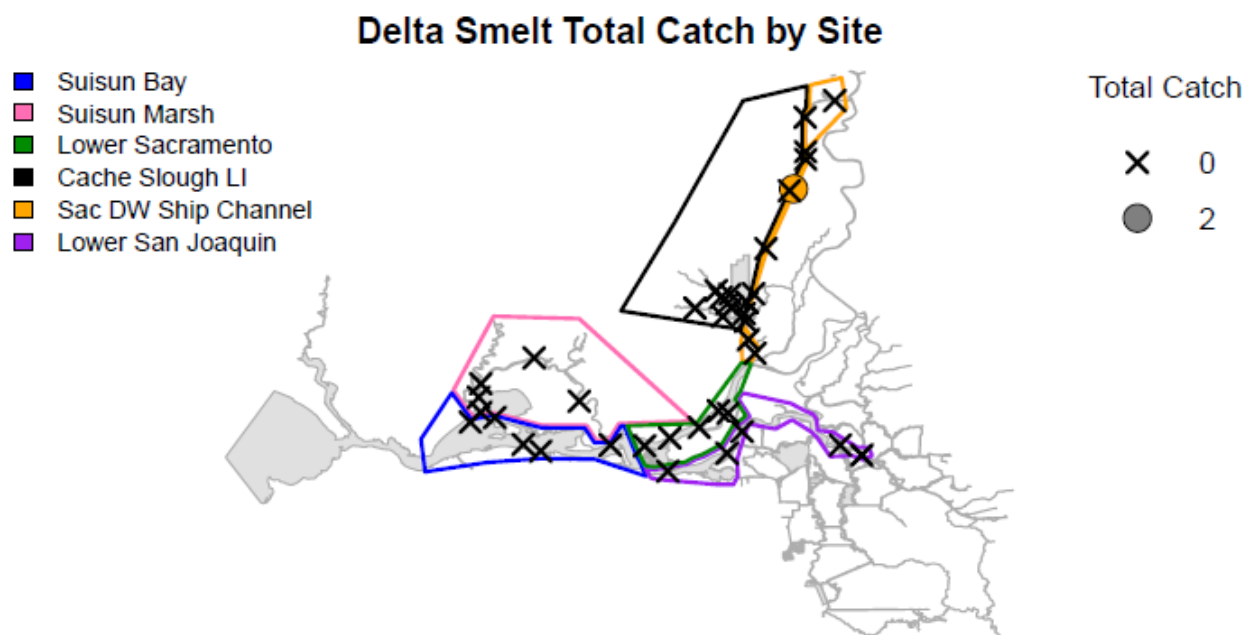 Delta Smelt Total Catch by Site
Suisun Bay
Suisun Marsh
Lower Sacramento
Cache Slough LI
Sac DW Ship Channel
Lower San Joaquin
Total Catch
0
2